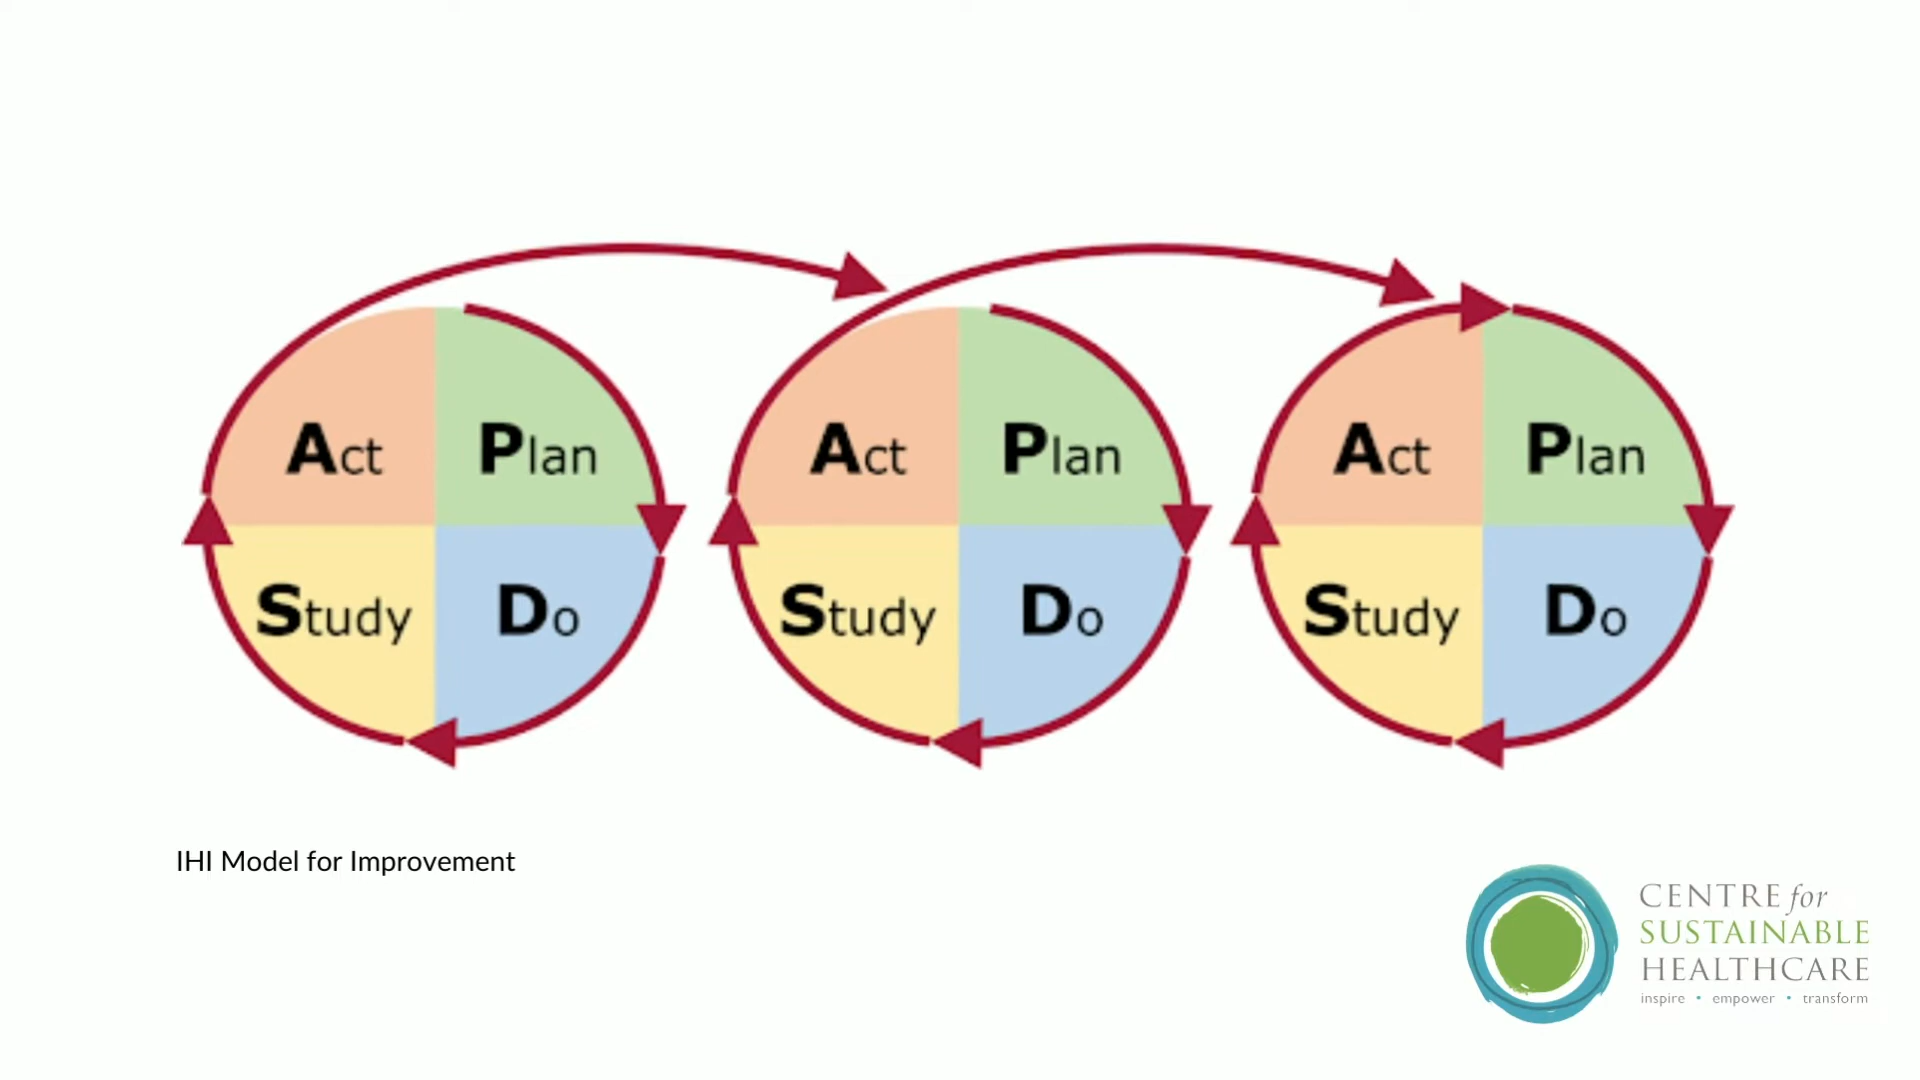 Act Plan
Study Do
Act Plan
Study Do
Act Plan
Study Do
IHI Model for Improvement
CENTRE for
SUSTAINABLE
HEALTHCARE
inspire • empower • transform